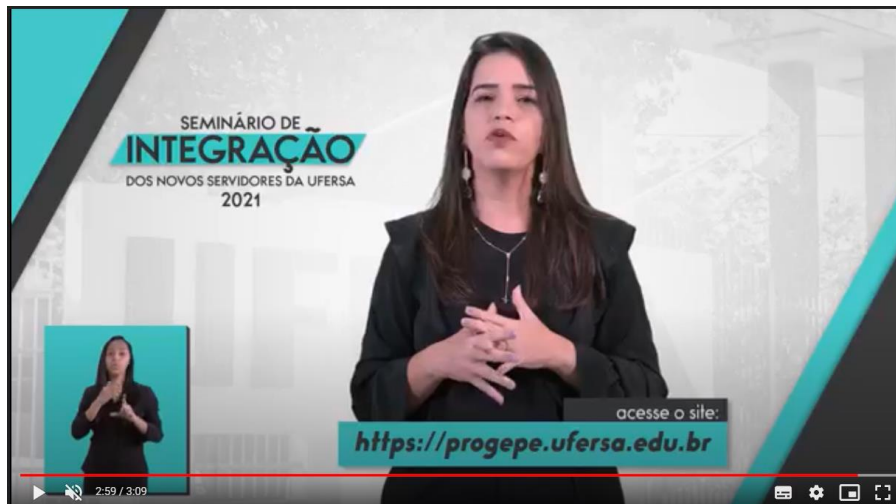 SEMINÁRIO DE
INTEGRAÇÃO
DOS NOVOS SERVIDORES DA UFERSA
2021
acesse o site:
https://progepe.ufersa.edu.br
2:59 / 3:09